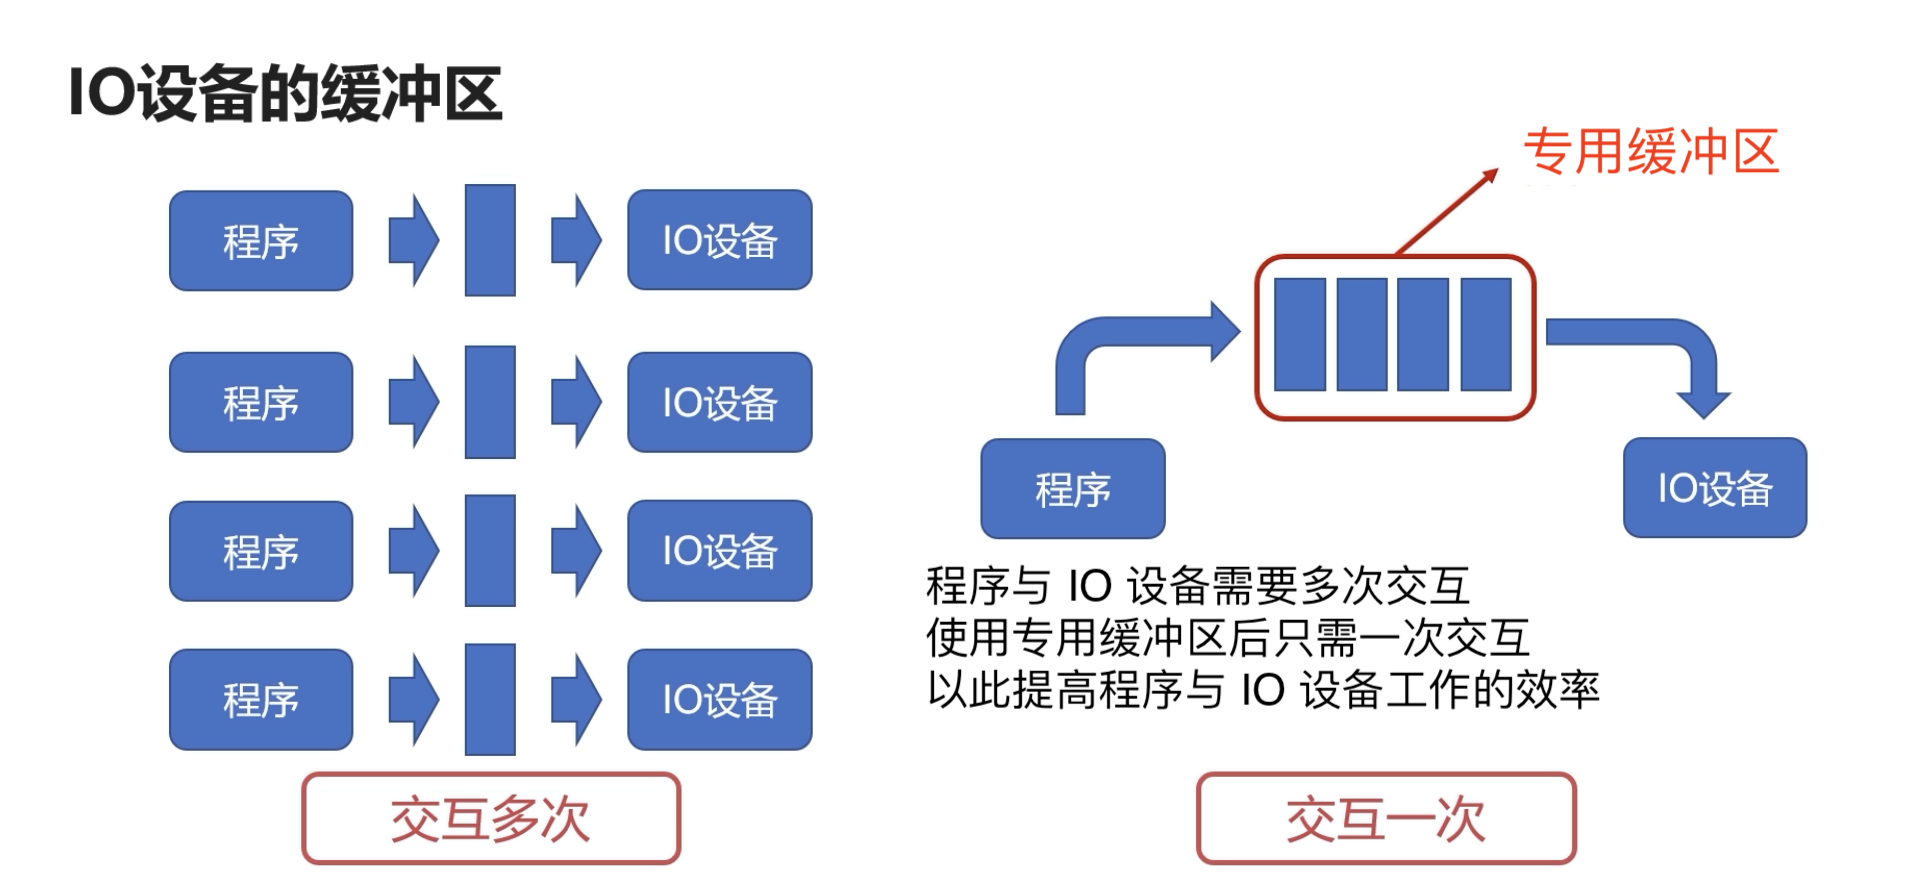 IO设备的缓冲区
程序
IO设备
程序
IO设备
程序
IO设备
程序
IO设备
交互多次
专用缓冲区
程序
IO设备
程序与 IO 设备需要多次交互
使用专用缓冲区后只需一次交互
以此提高程序与 IO 设备工作的效率
交互一次